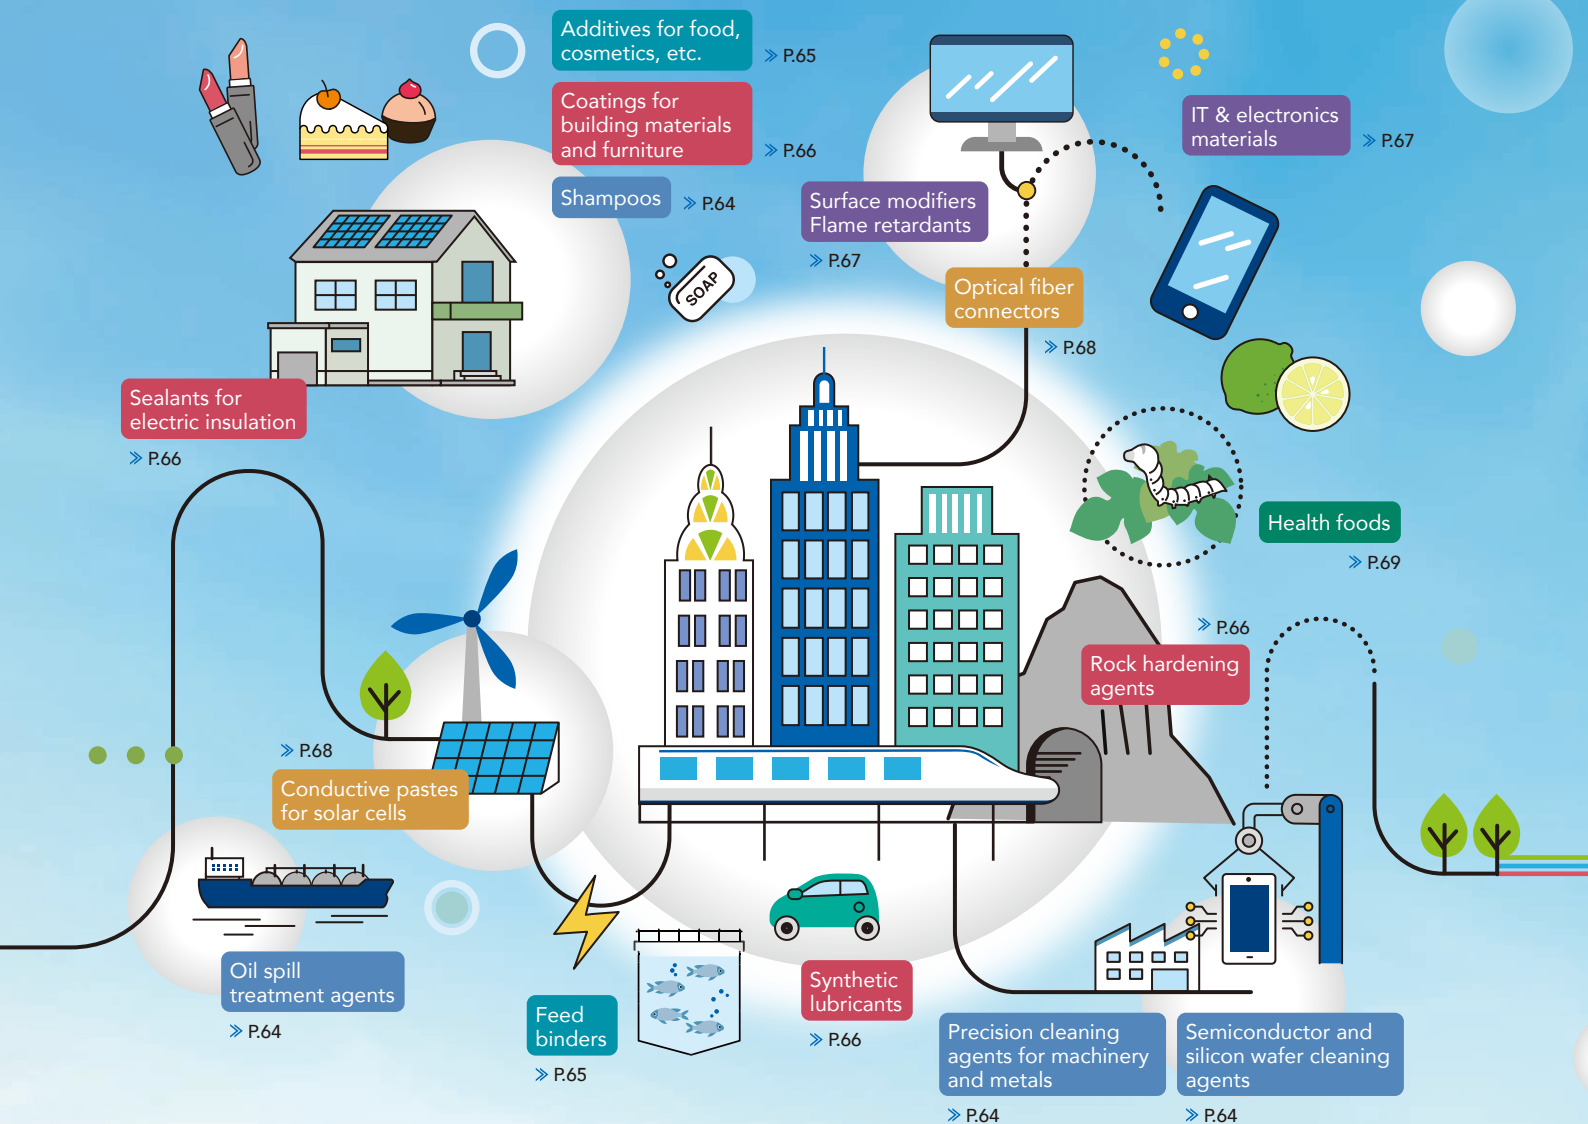 Additives for food,
cosmetics, etc.
» P.65
Coatings for
building materials
and furniture
» P.66
Shampoos
» P.64
SOAP
IT & electronics
materials
» P.67
Surface modifiers
Flame retardants
» P.67
Optical fiber
connectors
» P.68
Sealants for
electric insulation
» P.66
Health foods
» P.69
» P.66
Rock hardening
agents
» P.68
Conductive pastes
for solar cells
Oil spill
treatment agents
» P.64
Feed
binders
» P.65
Synthetic
lubricants
» P.66
Precision cleaning
agents for machinery
and metals
» P.64
Semiconductor and
silicon wafer cleaning
agents
» P.64